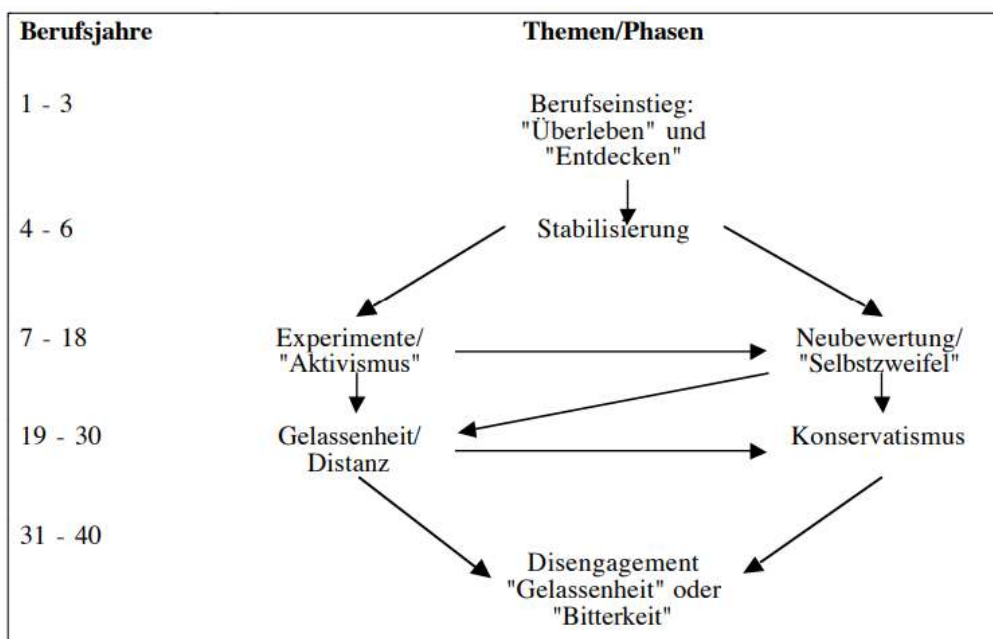 Berufsjahre Themen/Phasen
1 - 3 Berufseinstieg:
"Überleben" und
"Entdecken"
4 - 6 Stabilisierung
7 - 18 Experimente/ Neubewertung/
"Aktivismus" "Selbstzweifel"
19 - 30 Gelassenheit/ Konservatismus
Distanz
31 - 40
Disengagement
"Gelassenheit" oder
"Bitterkeit"